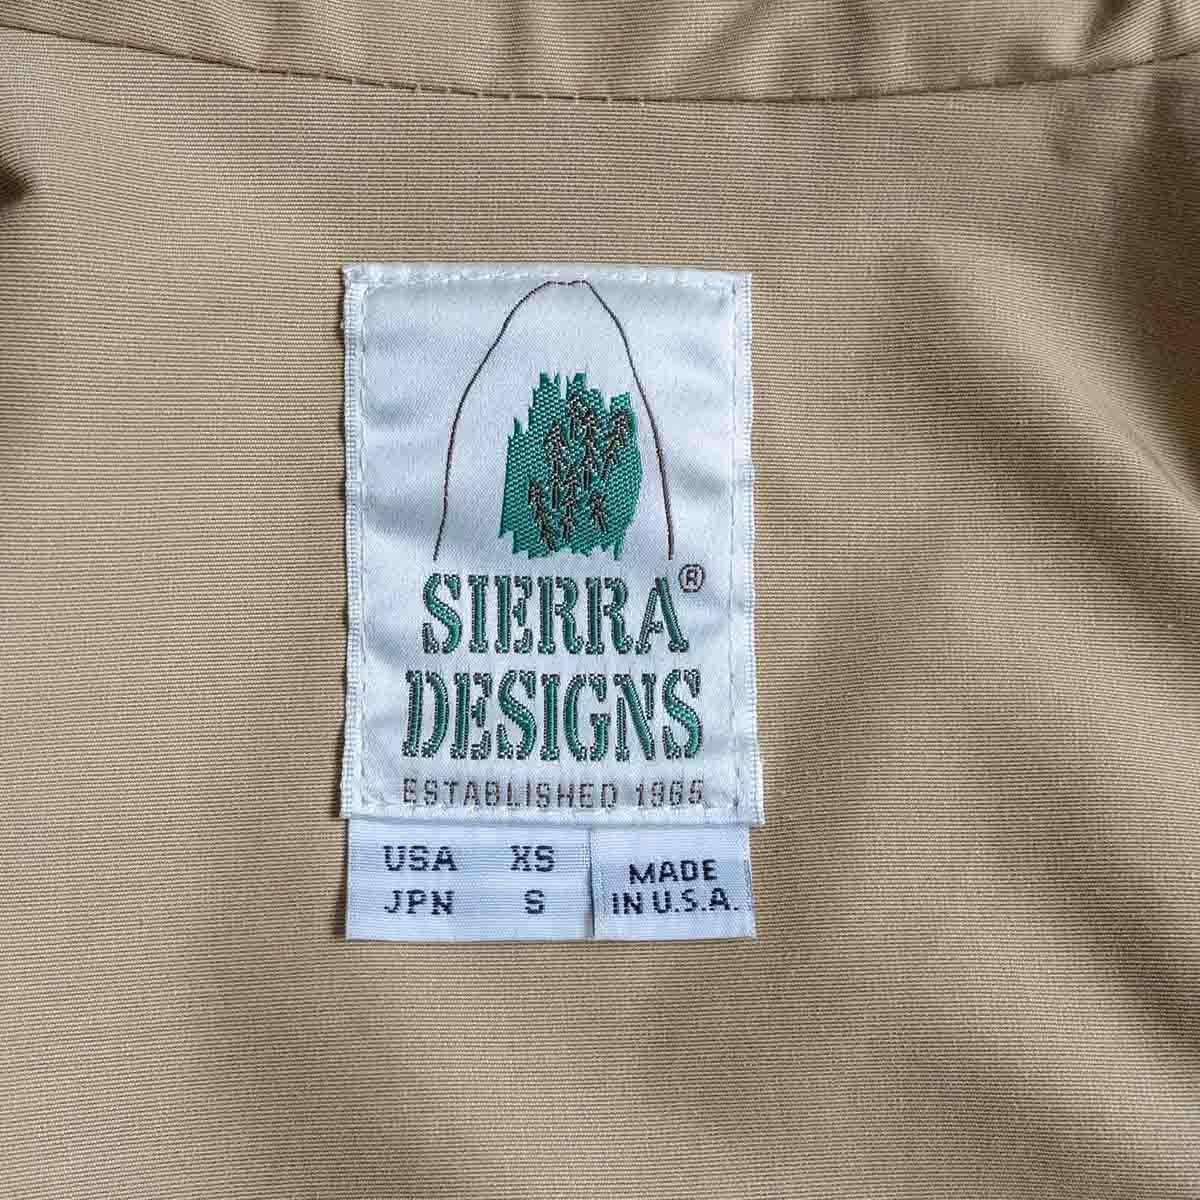 SIERRA®
DESIGNS
ESTABLISHED 1965
USA XS
JPN S
MADE
IN U.S.A.